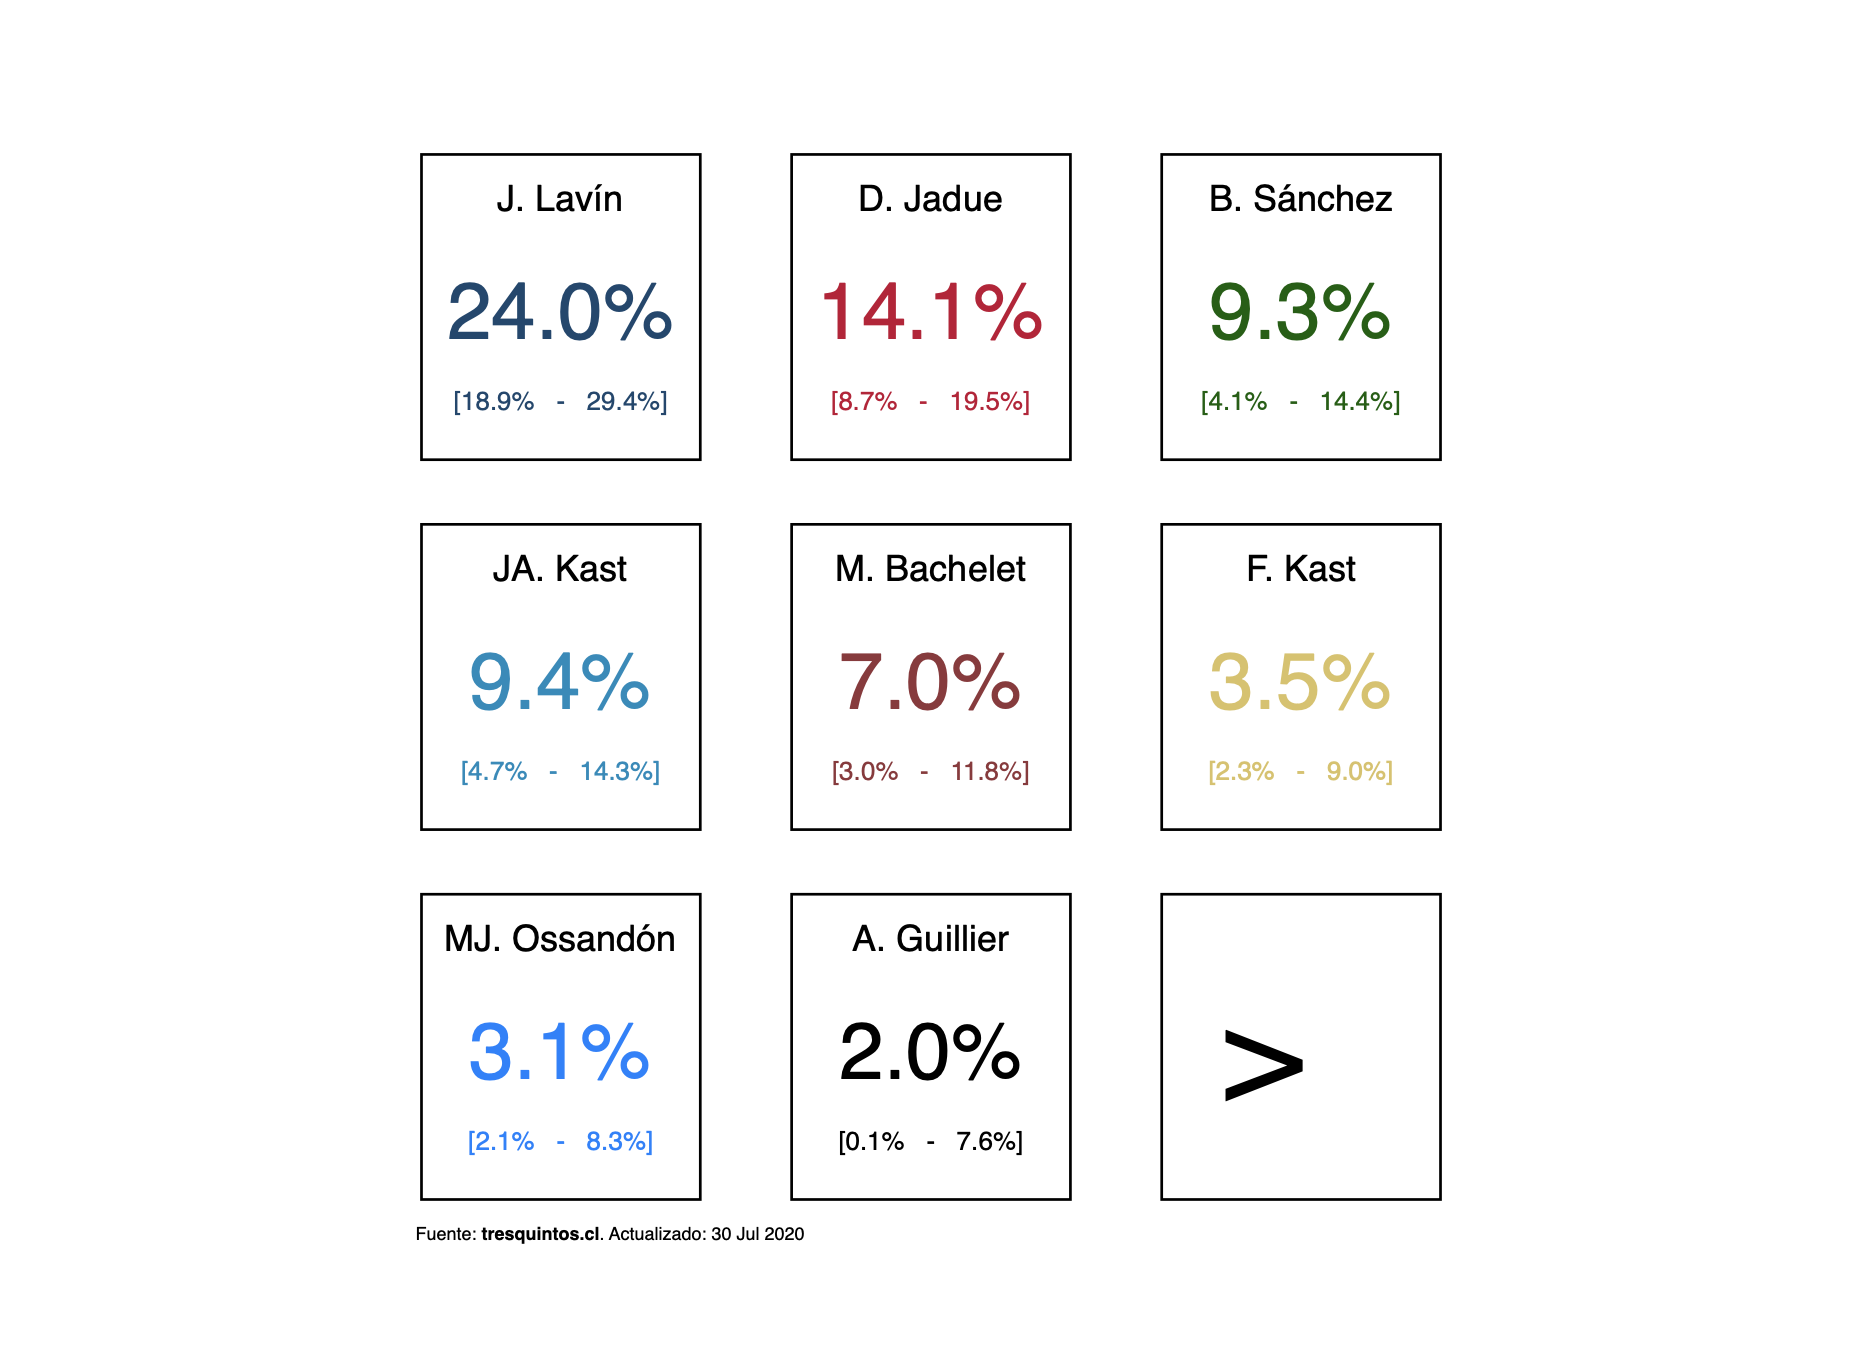 J. Lavín
24.0%
[18.9% - 29.4%]
D. Jadue
14.1%
[8.7% - 19.5%]
B. Sánchez
9.3%
[4.1% - 14.4%]
JA. Kast
9.4%
[4.7% - 14.3%]
M. Bachelet
7.0%
[3.0% - 11.8%]
F. Kast
3.5%
[2.3% - 9.0%]
MJ. Ossandón
3.1%
[2.1% - 8.3%]
A. Guillier
2.0%
[0.1% - 7.6%]
>
Fuente: tresquintos.cl. Actualizado: 30 Jul 2020